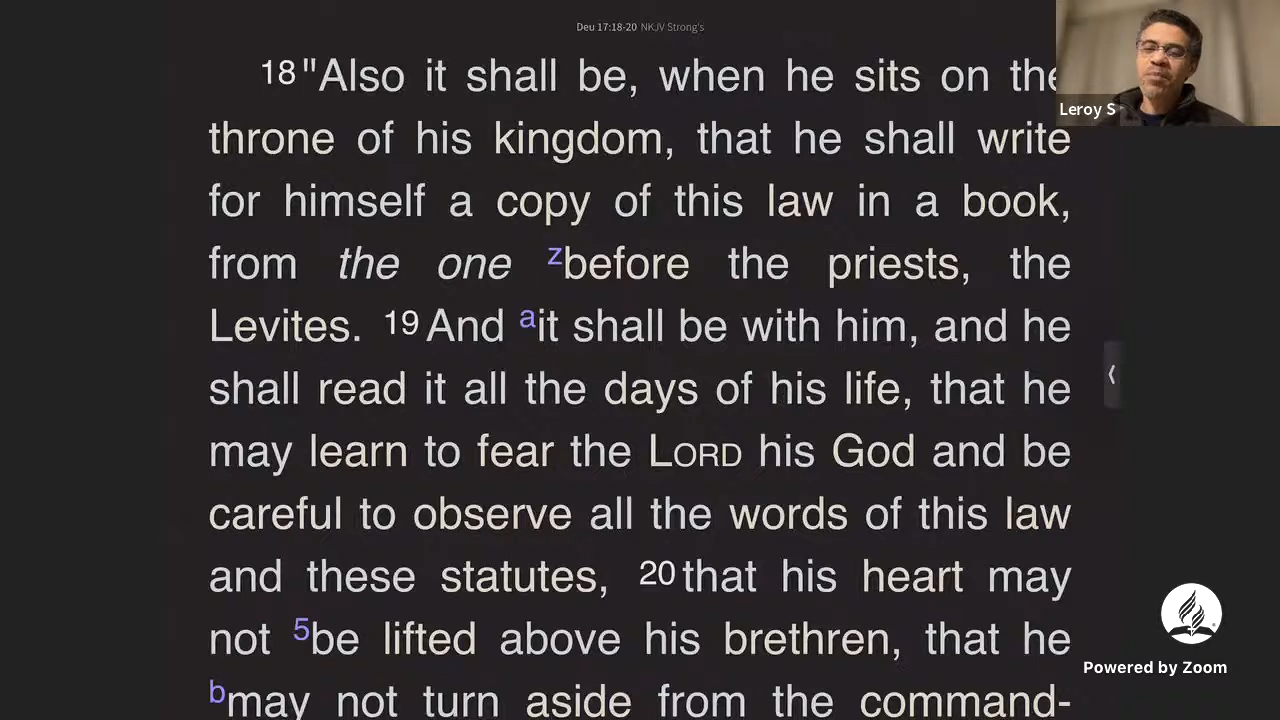 Deu 17:18-20 NKJV Strong's
18 "Also it shall be, when he sits on the
throne of his kingdom, that he shall write
for himself a copy of this law in a book,
from the one zbefore the priests, the
Levites. 19 And ait shall be with him, and he
shall read it all the days of his life, that he
may learn to fear the LORD his God and be
careful to observe all the words of this law
and these statutes, 20 that his heart may
not 5be lifted above his brethren, that he
bmay not turn aside from the command-
Leroy S
Powered by Zoom